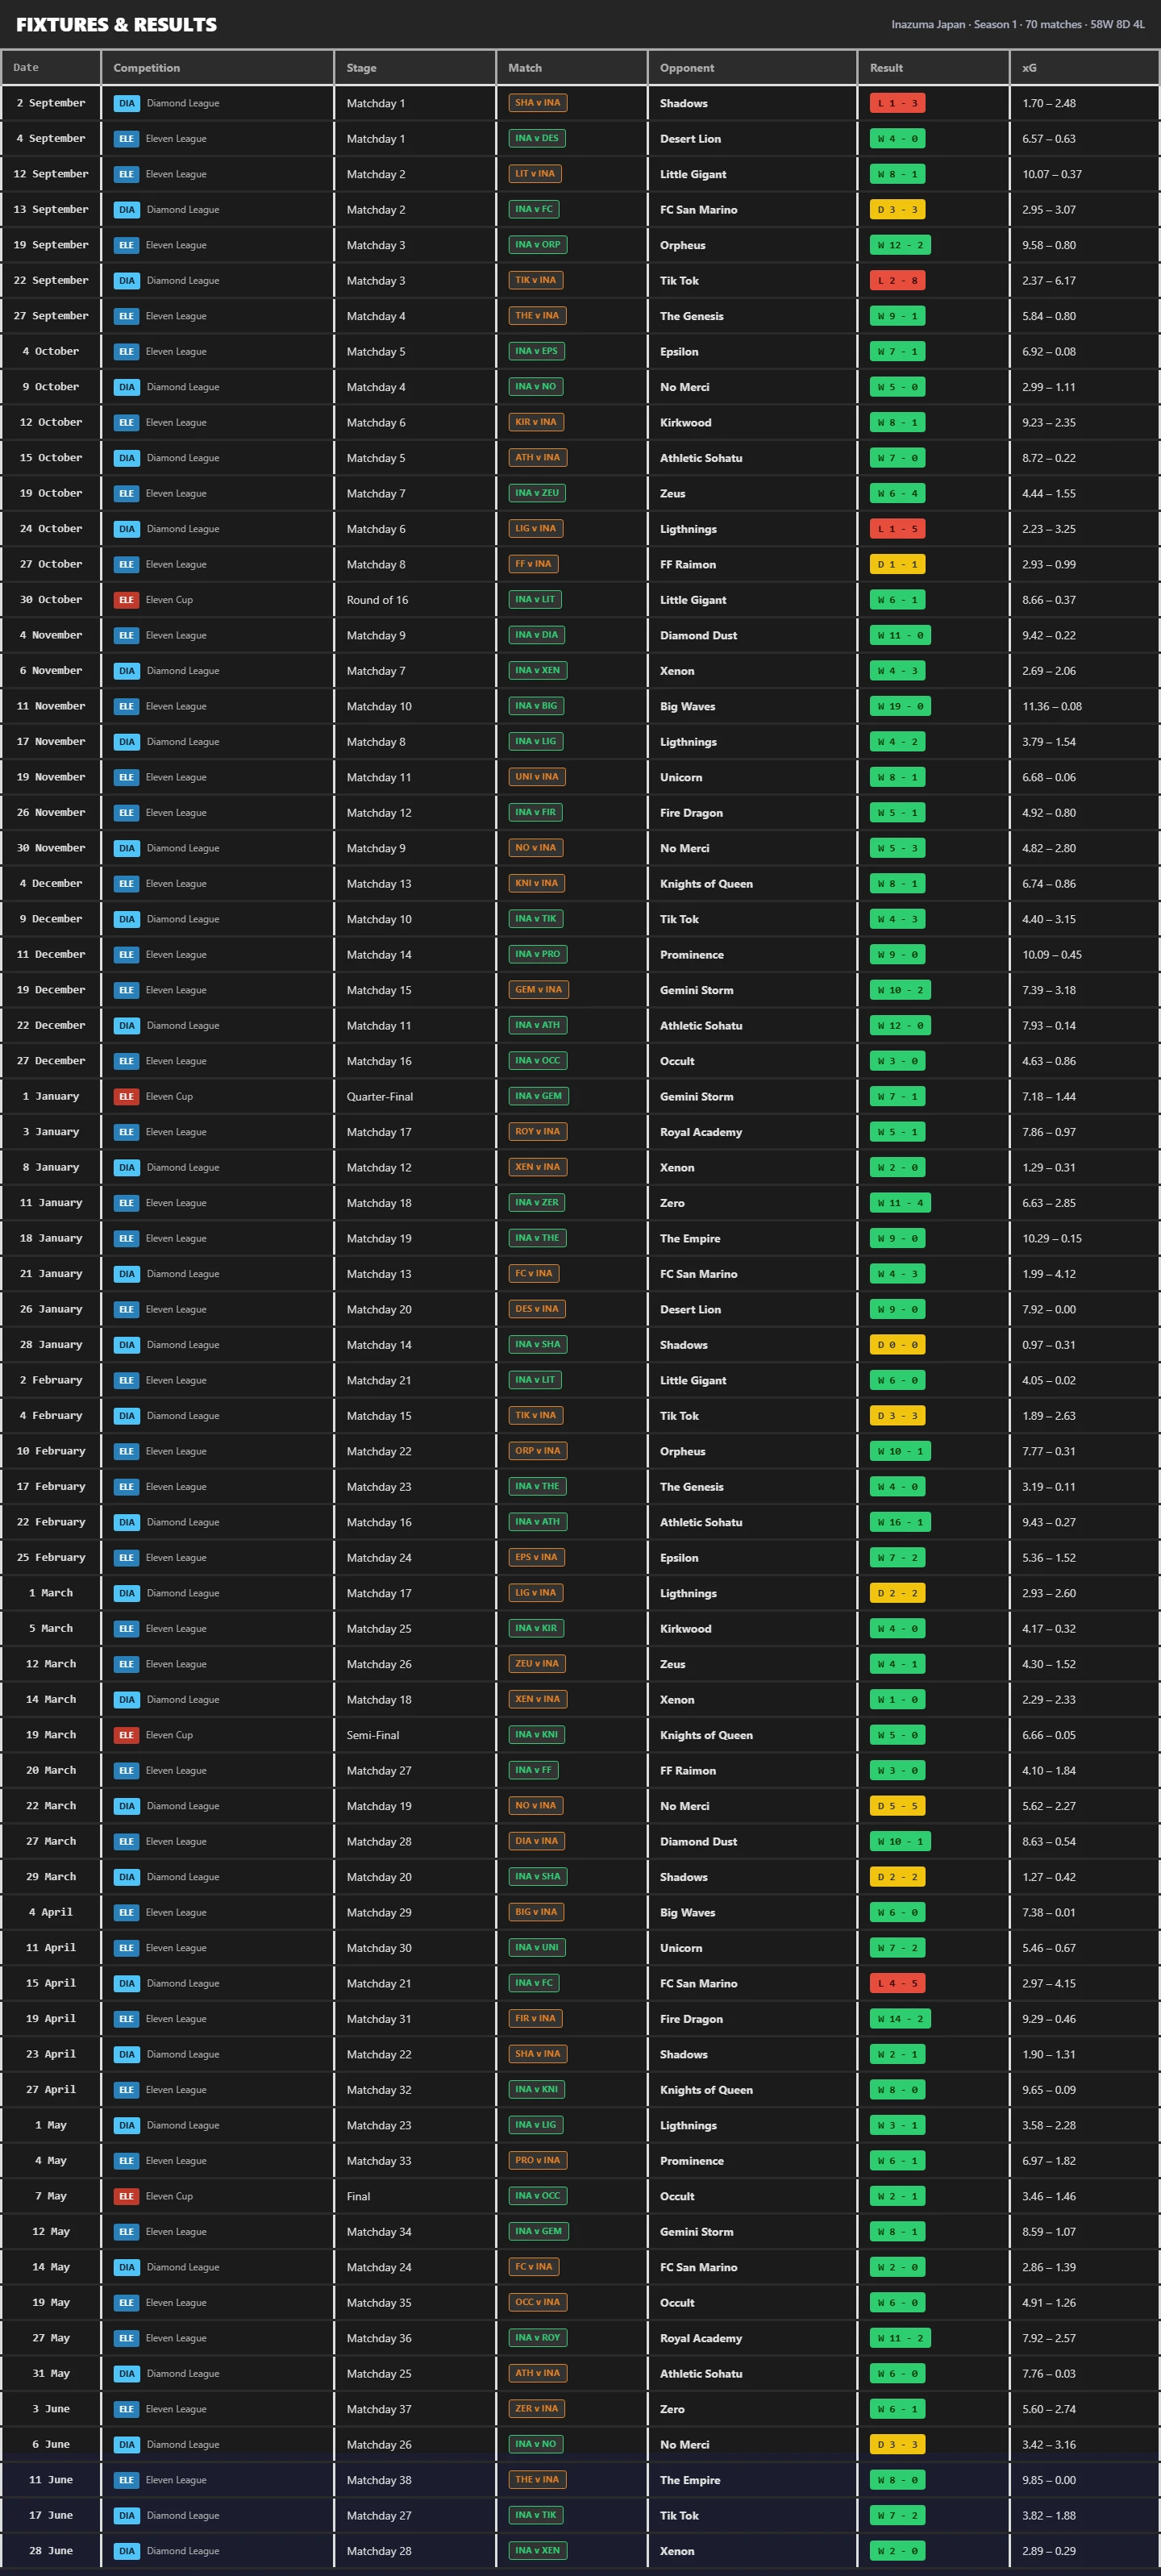 FIXTURES & RESULTS
Inazuma Japan · Season 1 · 70 matches · 58W 8D 4L
Date Competition Stage Match Opponent Result xG
2 September DIA Diamond League Matchday 1 SHA v INA Shadows L 1 - 3 1.70 – 2.48
4 September ELE Eleven League Matchday 1 INA v DES Desert Lion W 4 - 0 6.57 – 0.63
12 September ELE Eleven League Matchday 2 LIT v INA Little Gigant W 8 - 1 10.07 – 0.37
13 September DIA Diamond League Matchday 2 INA v FC FC San Marino D 3 - 3 2.95 – 3.07
19 September ELE Eleven League Matchday 3 INA v ORP Orpheus W 12 - 2 9.58 – 0.80
22 September DIA Diamond League Matchday 3 TIK v INA Tik Tok L 2 - 8 2.37 – 6.17
27 September ELE Eleven League Matchday 4 THE v INA The Genesis W 9 - 1 5.84 – 0.80
4 October ELE Eleven League Matchday 5 INA v EPS Epsilon W 7 - 1 6.92 – 0.08
9 October DIA Diamond League Matchday 4 INA v NO No Merci W 5 - 0 2.99 – 1.11
12 October ELE Eleven League Matchday 6 KIR v INA Kirkwood W 8 - 1 9.23 – 2.35
15 October DIA Diamond League Matchday 5 ATH v INA Athletic Sohatu W 7 - 0 8.72 – 0.22
19 October ELE Eleven League Matchday 7 INA v ZEU Zeus W 6 - 4 4.44 – 1.55
24 October DIA Diamond League Matchday 6 LIG v INA Ligthnings L 1 - 5 2.23 – 3.25
27 October ELE Eleven League Matchday 8 FF v INA FF Raimon D 1 - 1 2.93 – 0.99
30 October ELE Eleven Cup Round of 16 INA v LIT Little Gigant W 6 - 1 8.66 – 0.37
4 November ELE Eleven League Matchday 9 INA v DIA Diamond Dust W 11 - 0 9.42 – 0.22
6 November DIA Diamond League Matchday 7 INA v XEN Xenon W 4 - 3 2.69 – 2.06
11 November ELE Eleven League Matchday 10 INA v BIG Big Waves W 19 - 0 11.36 – 0.08
17 November DIA Diamond League Matchday 8 INA v LIG Ligthnings W 4 - 2 3.79 – 1.54
19 November ELE Eleven League Matchday 11 UNI v INA Unicorn W 8 - 1 6.68 – 0.06
26 November ELE Eleven League Matchday 12 INA v FIR Fire Dragon W 5 - 1 4.92 – 0.80
30 November DIA Diamond League Matchday 9 NO v INA No Merci W 5 - 3 4.82 – 2.80
4 December ELE Eleven League Matchday 13 KNI v INA Knights of Queen W 8 - 1 6.74 – 0.86
9 December DIA Diamond League Matchday 10 INA v TIK Tik Tok W 4 - 3 4.40 – 3.15
11 December ELE Eleven League Matchday 14 INA v PRO Prominence W 9 - 0 10.09 – 0.45
19 December ELE Eleven League Matchday 15 GEM v INA Gemini Storm W 10 - 2 7.39 – 3.18
22 December DIA Diamond League Matchday 11 INA v ATH Athletic Sohatu W 12 - 0 7.93 – 0.14
27 December ELE Eleven League Matchday 16 INA v OCC Occult W 3 - 0 4.63 – 0.86
1 January ELE Eleven Cup Quarter-Final INA v GEM Gemini Storm W 7 - 1 7.18 – 1.44
3 January ELE Eleven League Matchday 17 ROY v INA Royal Academy W 5 - 1 7.86 – 0.97
8 January DIA Diamond League Matchday 12 XEN v INA Xenon W 2 - 0 1.29 – 0.31
11 January ELE Eleven League Matchday 18 INA v ZER Zero W 11 - 4 6.63 – 2.85
18 January ELE Eleven League Matchday 19 INA v THE The Empire W 9 - 0 10.29 – 0.15
21 January DIA Diamond League Matchday 13 FC v INA FC San Marino W 4 - 3 1.99 – 4.12
26 January ELE Eleven League Matchday 20 DES v INA Desert Lion W 9 - 0 7.92 – 0.00
28 January DIA Diamond League Matchday 14 INA v SHA Shadows D 0 - 0 0.97 – 0.31
2 February ELE Eleven League Matchday 21 INA v LIT Little Gigant W 6 - 0 4.05 – 0.02
4 February DIA Diamond League Matchday 15 TIK v INA Tik Tok D 3 - 3 1.89 – 2.63
10 February ELE Eleven League Matchday 22 ORP v INA Orpheus W 10 - 1 7.77 – 0.31
17 February ELE Eleven League Matchday 23 INA v THE The Genesis W 4 - 0 3.19 – 0.11
22 February DIA Diamond League Matchday 16 INA v ATH Athletic Sohatu W 16 - 1 9.43 – 0.27
25 February ELE Eleven League Matchday 24 EPS v INA Epsilon W 7 - 2 5.36 – 1.52
1 March DIA Diamond League Matchday 17 LIG v INA Ligthnings D 2 - 2 2.93 – 2.60
5 March ELE Eleven League Matchday 25 INA v KIR Kirkwood W 4 - 0 4.17 – 0.32
12 March ELE Eleven League Matchday 26 ZEU v INA Zeus W 4 - 1 4.30 – 1.52
14 March DIA Diamond League Matchday 18 XEN v INA Xenon W 1 - 0 2.29 – 2.33
19 March ELE Eleven Cup Semi-Final INA v KNI Knights of Queen W 5 - 0 6.66 – 0.05
20 March ELE Eleven League Matchday 27 INA v FF FF Raimon W 3 - 0 4.10 – 1.84
22 March DIA Diamond League Matchday 19 NO v INA No Merci D 5 - 5 5.62 – 2.27
27 March ELE Eleven League Matchday 28 DIA v INA Diamond Dust W 10 - 1 8.63 – 0.54
29 March DIA Diamond League Matchday 20 INA v SHA Shadows D 2 - 2 1.27 – 0.42
4 April ELE Eleven League Matchday 29 BIG v INA Big Waves W 6 - 0 7.38 – 0.01
11 April ELE Eleven League Matchday 30 INA v UNI Unicorn W 7 - 2 5.46 – 0.67
15 April DIA Diamond League Matchday 21 INA v FC FC San Marino L 4 - 5 2.97 – 4.15
19 April ELE Eleven League Matchday 31 FIR v INA Fire Dragon W 14 - 2 9.29 – 0.46
23 April DIA Diamond League Matchday 22 SHA v INA Shadows W 2 - 1 1.90 – 1.31
27 April ELE Eleven League Matchday 32 INA v KNI Knights of Queen W 8 - 0 9.65 – 0.09
1 May DIA Diamond League Matchday 23 INA v LIG Ligthnings W 3 - 1 3.58 – 2.28
4 May ELE Eleven League Matchday 33 PRO v INA Prominence W 6 - 1 6.97 – 1.82
7 May ELE Eleven Cup Final INA v OCC Occult W 2 - 1 3.46 – 1.46
12 May ELE Eleven League Matchday 34 INA v GEM Gemini Storm W 8 - 1 8.59 – 1.07
14 May DIA Diamond League Matchday 24 FC v INA FC San Marino W 2 - 0 2.86 – 1.39
19 May ELE Eleven League Matchday 35 OCC v INA Occult W 6 - 0 4.91 – 1.26
27 May ELE Eleven League Matchday 36 INA v ROY Royal Academy W 11 - 2 7.92 – 2.57
31 May DIA Diamond League Matchday 25 ATH v INA Athletic Sohatu W 6 - 0 7.76 – 0.03
3 June ELE Eleven League Matchday 37 ZER v INA Zero W 6 - 1 5.60 – 2.74
6 June DIA Diamond League Matchday 26 INA v NO No Merci D 3 - 3 3.42 – 3.16
11 June ELE Eleven League Matchday 38 THE v INA The Empire W 8 - 0 9.85 – 0.00
17 June DIA Diamond League Matchday 27 INA v TIK Tik Tok W 7 - 2 3.82 – 1.88
28 June DIA Diamond League Matchday 28 INA v XEN Xenon W 2 - 0 2.89 – 0.29